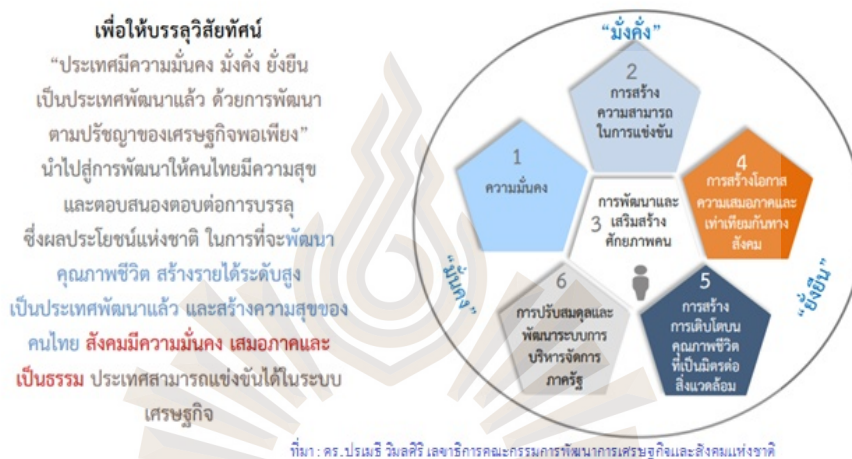 เพื่อให้บรรลุวิสัยทัศน์
“ประเทศมีความมั่นคง มั่งคั่ง ยั่งยืน
เป็นประเทศพัฒนาแล้ว ด้วยการพัฒนา
ตามปรัชญาของเศรษฐกิจพอเพียง”
นำไปสู่การพัฒนาให้คนไทยมีความสุข
และตอบสนองตอบต่อการบรรลุ
ซึ่งผลประโยชน์แห่งชาติ ในการที่จะพัฒนา
คุณภาพชีวิต สร้างรายได้ระดับสูง
เป็นประเทศพัฒนาแล้ว และสร้างความสุขของ
คนไทย สังคมมีความมั่นคง เสมอภาคและ
เป็นธรรม ประเทศสามารถแข่งขันได้ในระบบ
เศรษฐกิจ
“มั่งคั่ง”
2
การสร้าง
ความสามารถ
ในการแข่งขัน
1
ความมั่นคง
4
การสร้างโอกาส
ความเสมอภาคและ
เท่าเทียมกันทาง
สังคม
การพัฒนาและ
3 เสริมสร้าง
ศักยภาพคน
“มั่นคง”
6
การปรับสมดุลและ
พัฒนาระบบการ
บริหารจัดการ
ภาครัฐ
5
การสร้าง
การเติบโตบน
คุณภาพชีวิต
ที่เป็นมิตรต่อ
สิ่งแวดล้อม
“ยั่งยืน”
ที่มา : ดร.ปรเมธี วิมลศิริ เลขาธิการคณะกรรมการพัฒนาการเศรษฐกิจและสังคมแห่งชาติ